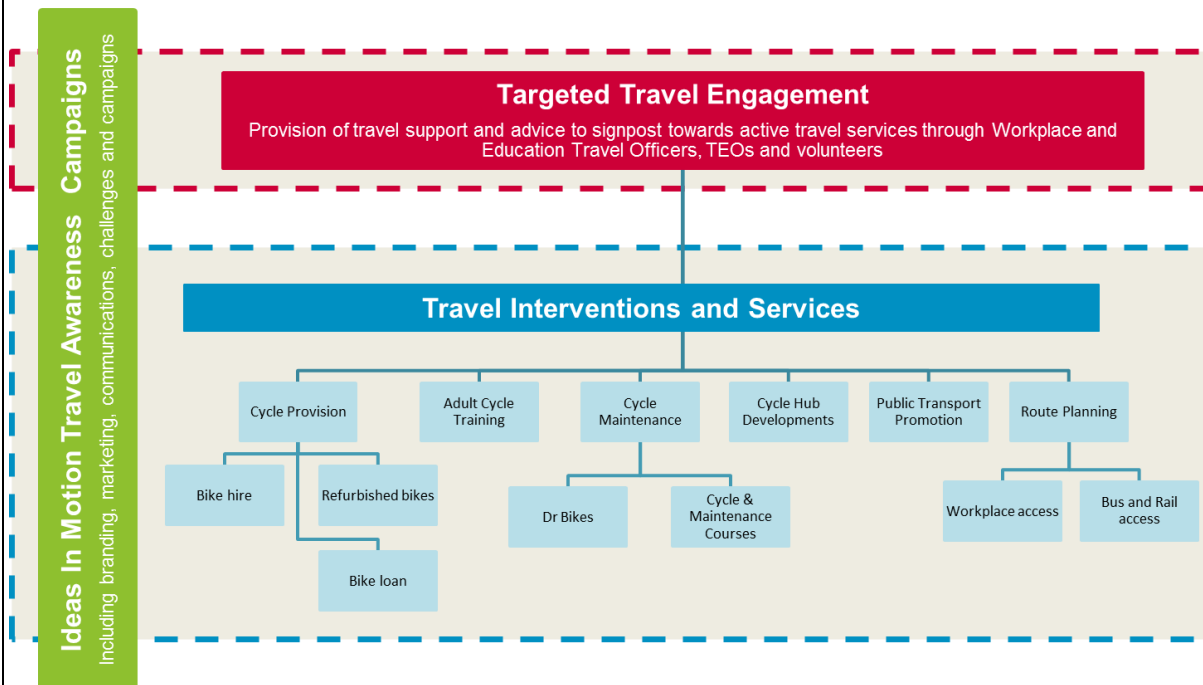 Ideas In Motion Travel Awareness Campaigns
Including branding, marketing, communications, challenges and campaigns
Targeted Travel Engagement
Provision of travel support and advice to signpost towards active travel services through Workplace and
Education Travel Officers, TEOs and volunteers
Travel Interventions and Services
Cycle Provision
Adult Cycle
Training
Cycle
Maintenance
Cycle Hub
Developments
Public Transport
Promotion
Route Planning
Bike hire
Refurbished bikes
Bike loan
Dr Bikes
Cycle &
Maintenance
Courses
Workplace access
Bus and Rail
access